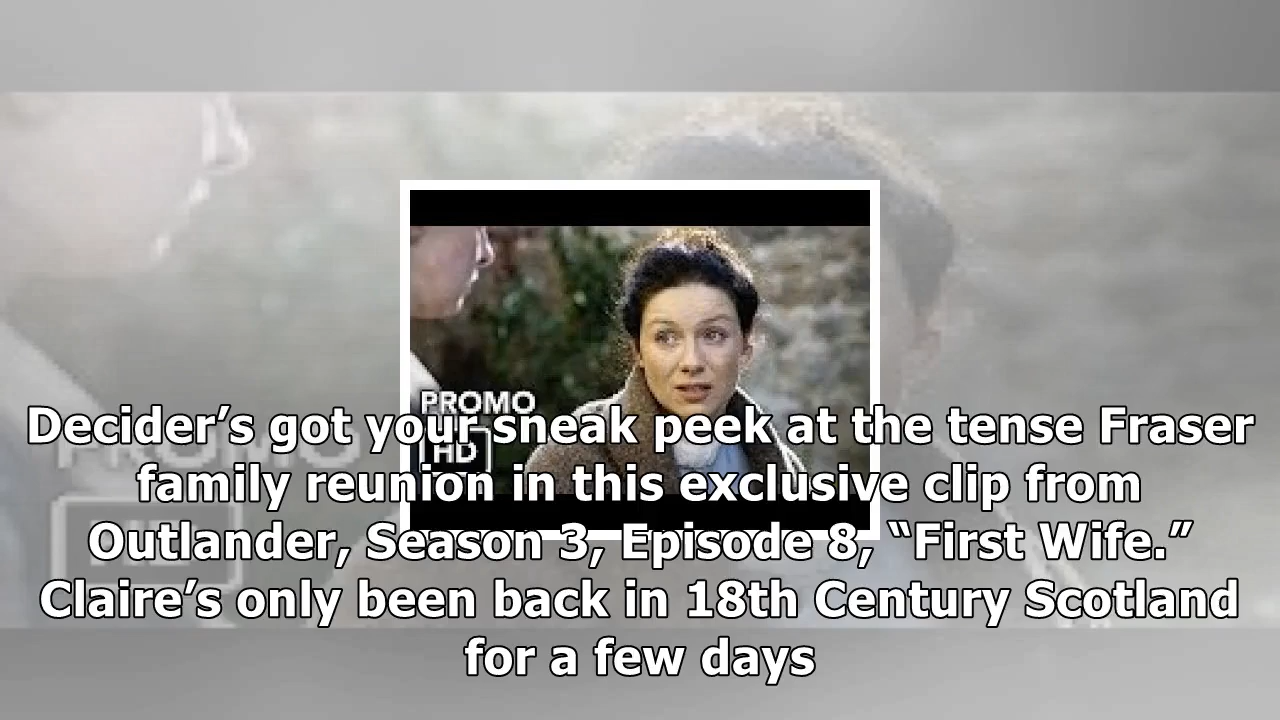 PROMO
HD
Decider’s got your sneak peek at the tense Fraser
family reunion in this exclusive clip from
Outlander, Season 3, Episode 8, “First Wife.”
Claire’s only been back in 18th Century Scotland
for a few days